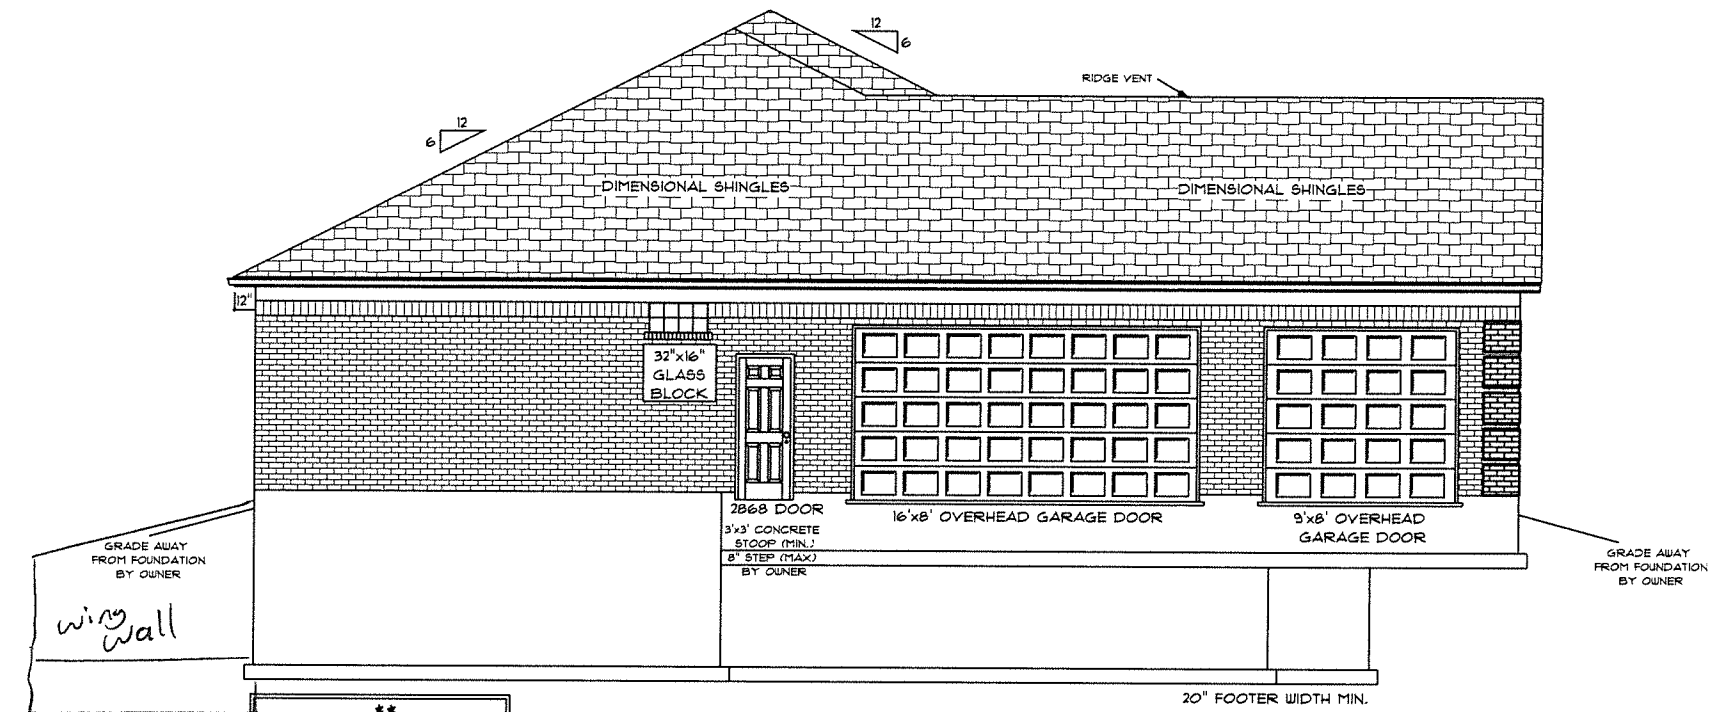 12
6
RIDGE VENT
12
6
DIMENSIONAL SHINGLES
DIMENSIONAL SHINGLES
12"
32"x16"
GLASS
BLOCK
2868 DOOR
3'x3' CONCRETE
STOOP (MIN.)
8" STEP (MAX)
BY OWNER
16'x8' OVERHEAD GARAGE DOOR
9'x8' OVERHEAD
GARAGE DOOR
GRADE AWAY
FROM FOUNDATION
BY OWNER
GRADE AWAY
FROM FOUNDATION
BY OWNER
wing
wall
20" FOOTER WIDTH MIN.
**